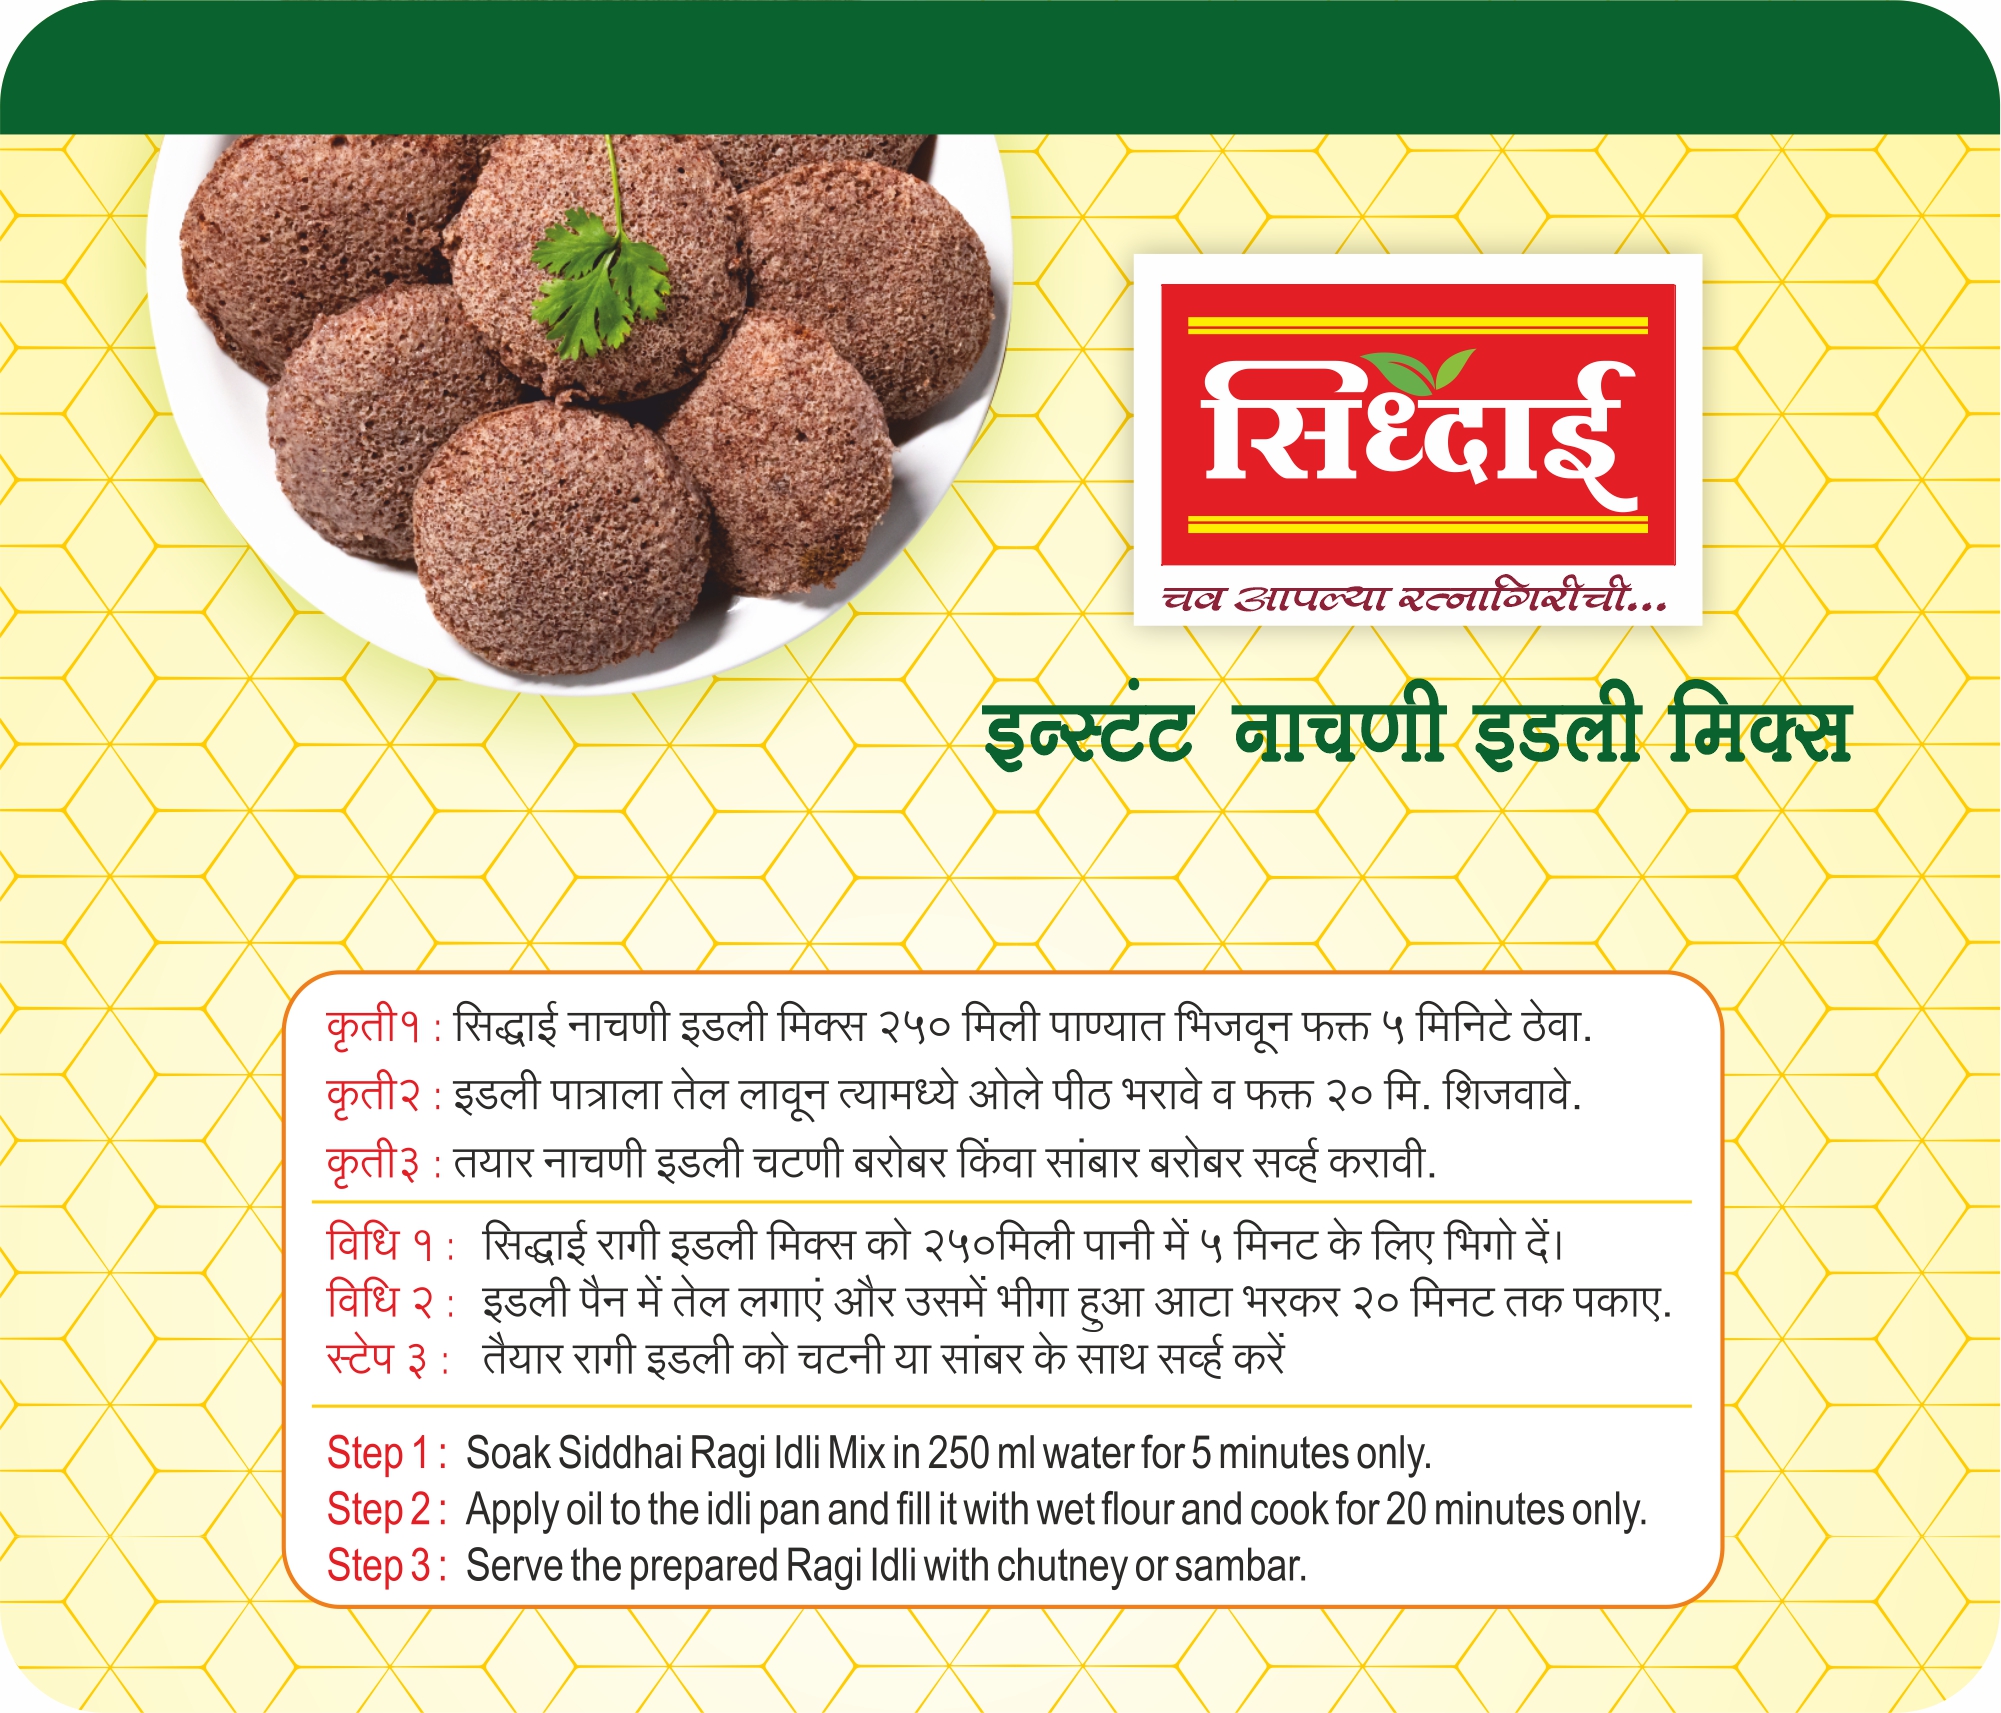 सिध्दाई
चव आपल्या रत्नागिरीची...
इन्स्टंट नाचणी इडली मिक्स
कृती१ : सिद्धाई नाचणी इडली मिक्स २५० मिली पाण्यात भिजवून फक्त ५ मिनिटे ठेवा.
कृती२ : इडली पात्राला तेल लावून त्यामध्ये ओले पीठ भरावे व फक्त २० मि. शिजवावे.
कृती३ : तयार नाचणी इडली चटणी बरोबर किंवा सांबार बरोबर सर्व्ह करावी.
विधि १ : सिद्धाई रागी इडली मिक्स को २५०मिली पानी में ५ मिनट के लिए भिगो दें।
विधि २ : इडली पैन में तेल लगाएं और उसमें भीगा हुआ आटा भरकर २० मिनट तक पकाए.
स्टेप ३ : तैयार रागी इडली को चटनी या सांबर के साथ सर्व्ह करें
Step 1 : Soak Siddhai Ragi Idli Mix in 250 ml water for 5 minutes only.
Step 2 : Apply oil to the idli pan and fill it with wet flour and cook for 20 minutes only.
Step 3 : Serve the prepared Ragi Idli with chutney or sambar.